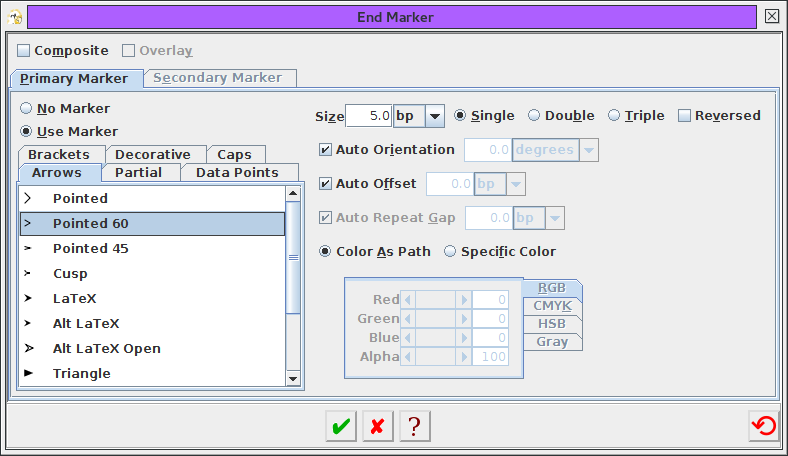 End Marker
Composite Overlay
Primary Marker Secondary Marker
No Marker
Use Marker
Brackets Decorative Caps
Arrows Partial Data Points
Pointed
Pointed 60
Pointed 45
Cusp
LaTeX
Alt LaTeX
Alt LaTeX Open
Triangle
Size 5.0 bp Single Double Triple Reversed
Auto Orientation 0.0 degrees
Auto Offset 0.0 bp
Auto Repeat Gap 0.0 bp
Color As Path Specific Color
Red 0
Green 0
Blue 0
Alpha 100
RGB
CMYK
HSB
Gray
?